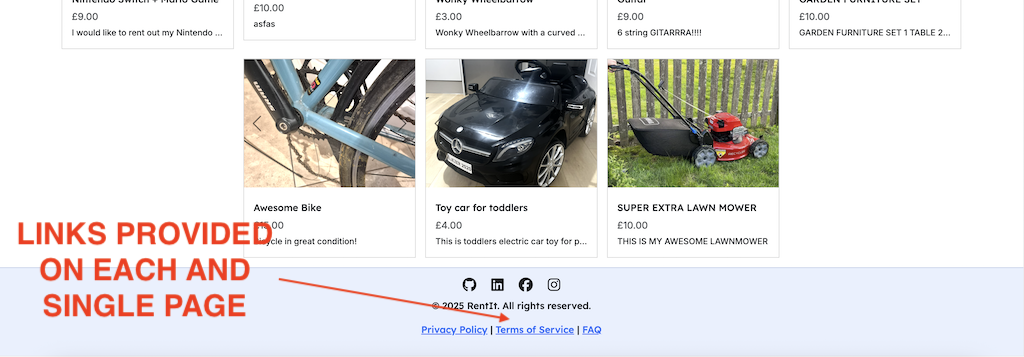 Nintendo Switch + Mario Game
£9.00
I would like to rent out my Nintendo ...
£10.00
asfas
Wonky Wheelbarrow
£3.00
Wonky Wheelbarrow with a curved ...
Guitar
£9.00
6 string GITARRRA!!!!
GARDEN FURNITURE SET
£10.00
GARDEN FURNITURE SET 1 TABLE 2...
Awesome Bike
.00
cycle in great condition!
Toy car for toddlers
£4.00
This is toddlers electric car toy for p...
SUPER EXTRA LAWN MOWER
£10.00
THIS IS MY AWESOME LAWNMOWER
LINKS PROVIDED
ON EACH AND
SINGLE PAGE
© 2025 RentIt. All rights reserved.
Privacy Policy | Terms of Service | FAQ